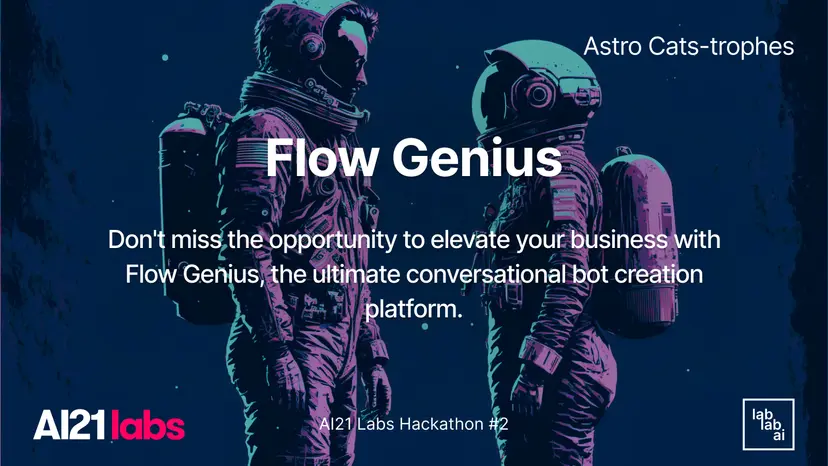 Astro Cats-trophes
Flow Genius
Don't miss the opportunity to elevate your business with
Flow Genius, the ultimate conversational bot creation
platform.
AI21 labs
AI21 Labs Hackathon #2
lab
lab
ai